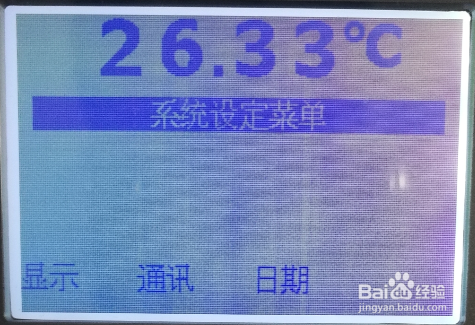 26.33℃
系统设定菜单
显示 通讯 日期
Baidu经验
jingyan.baidu.com